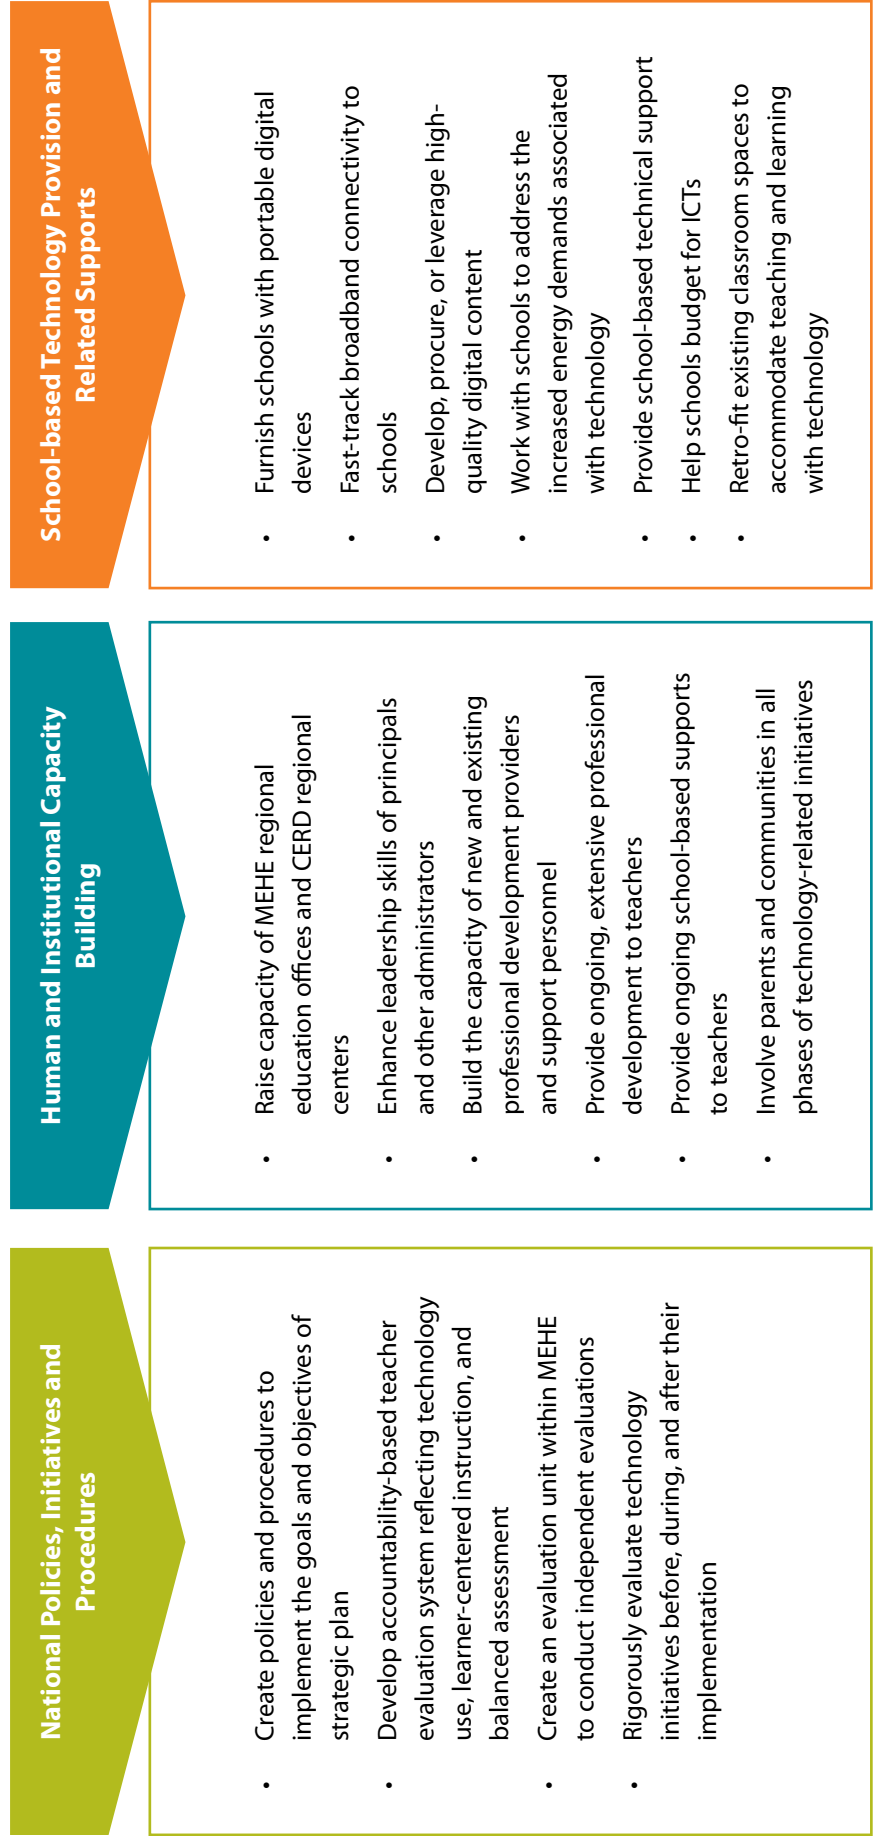 National Policies, Initiatives and
Procedures
• Create policies and procedures to
implement the goals and objectives of
strategic plan
• Develop accountability-based teacher
evaluation system reflecting technology
use, learner-centered instruction, and
balanced assessment
• Create an evaluation unit within MEHE
to conduct independent evaluations
• Rigorously evaluate technology
initiatives before, during, and after their
implementation
Human and Institutional Capacity
Building
• Raise capacity of MEHE regional
education offices and CERD regional
centers
• Enhance leadership skills of principals
and other administrators
• Build the capacity of new and existing
professional development providers
and support personnel
• Provide ongoing, extensive professional
development to teachers
• Provide ongoing school-based supports
to teachers
• Involve parents and communities in all
phases of technology-related initiatives
School-based Technology Provision and
Related Supports
• Furnish schools with portable digital
devices
• Fast-track broadband connectivity to
schools
• Develop, procure, or leverage high-
quality digital content
• Work with schools to address the
increased energy demands associated
with technology
• Provide school-based technical support
• Help schools budget for ICTs
• Retro-fit existing classroom spaces to
accommodate teaching and learning
with technology